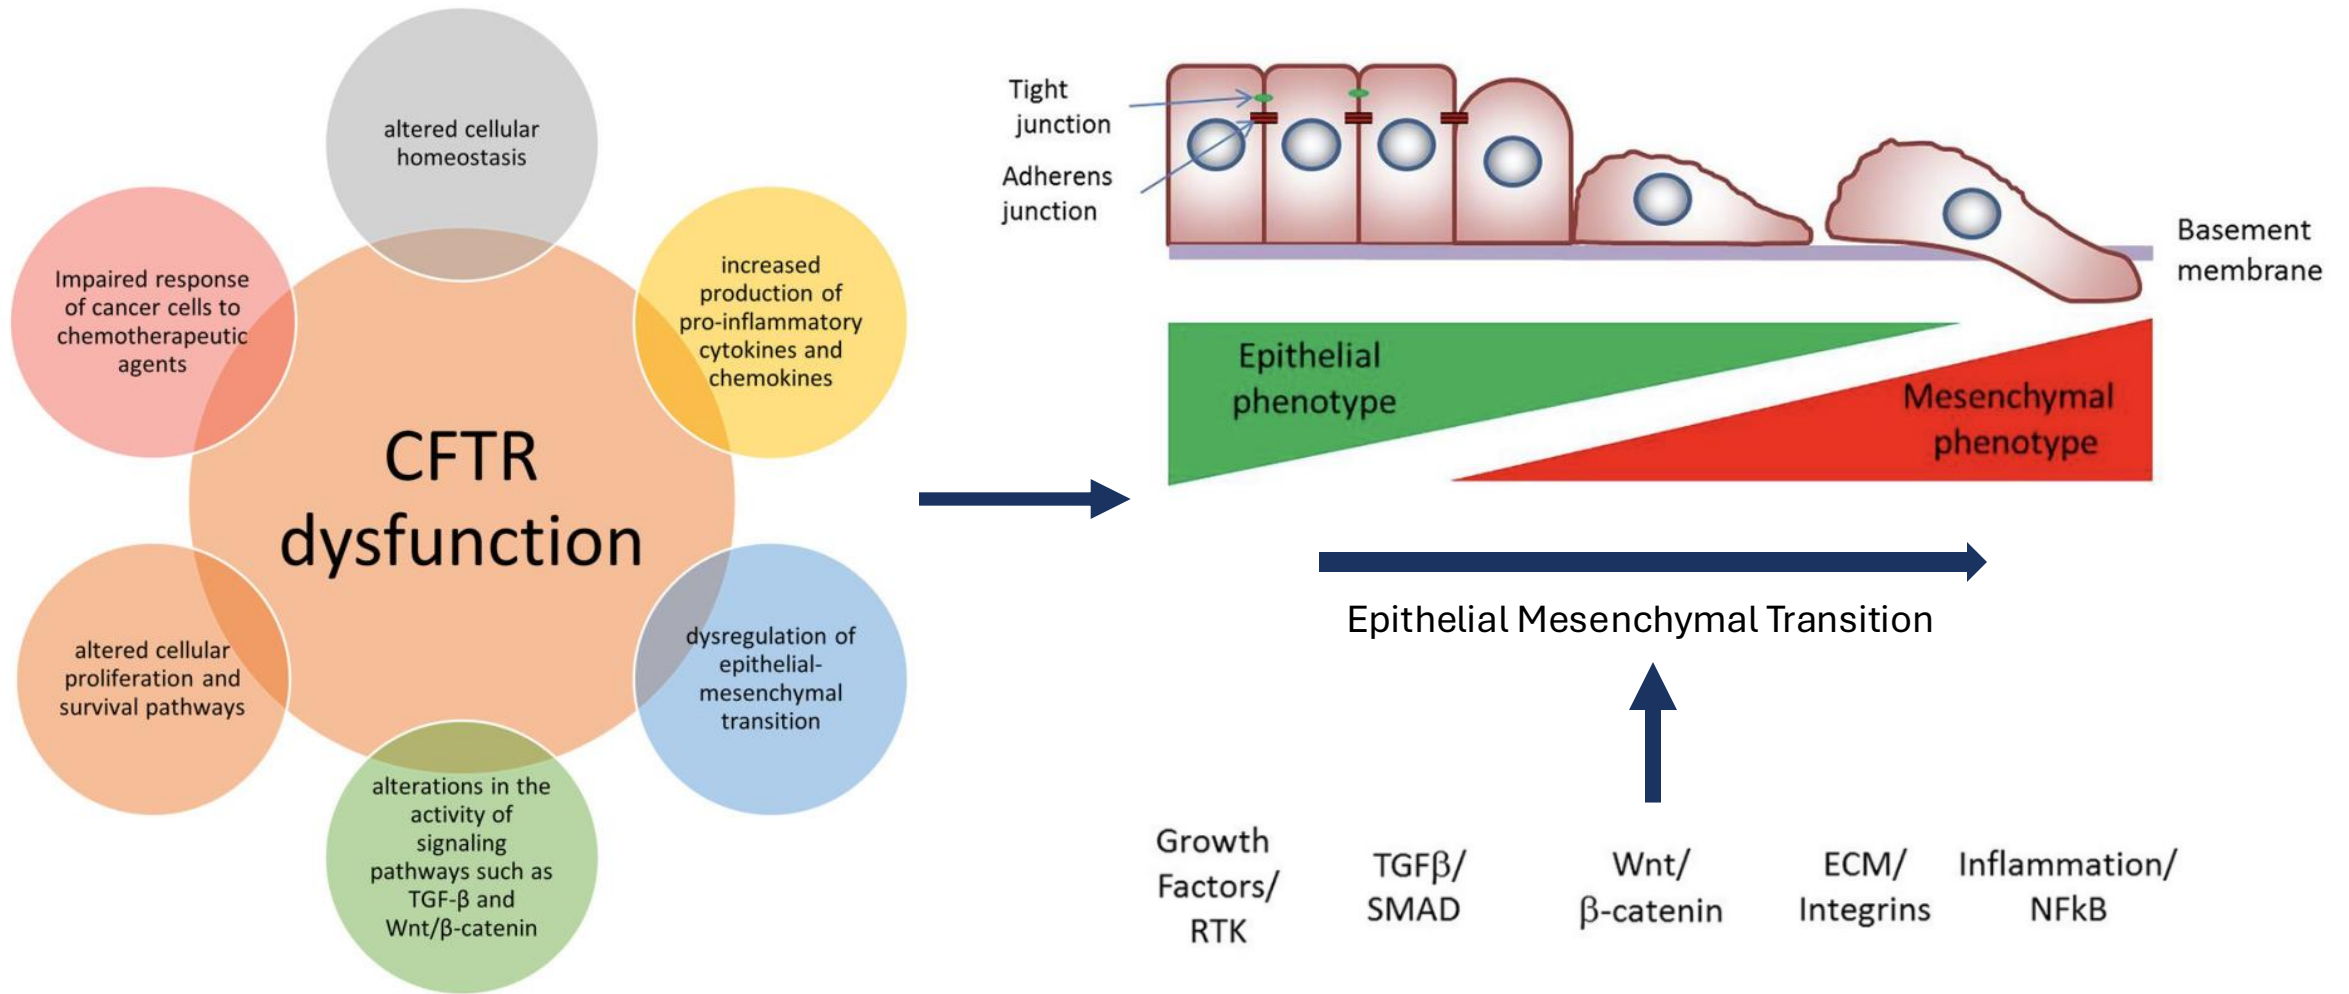 altered cellular
homeostasis
increased
production of
pro-inflammatory
cytokines and
chemokines
dysregulation of
epithelial-
mesenchymal
transition
alterations in the
activity of
signaling
pathways such as
TGF-β and
Wnt/β-catenin
altered cellular
proliferation and
survival pathways
Impaired response
of cancer cells to
chemotherapeutic
agents
CFTR
dysfunction
Tight
junction
Adherens
junction
Basement
membrane
Epithelial
phenotype
Mesenchymal
phenotype
Epithelial Mesenchymal Transition
Growth
Factors/
RTK
TGFβ/
SMAD
Wnt/
β-catenin
ECM/
Integrins
Inflammation/
NFkB